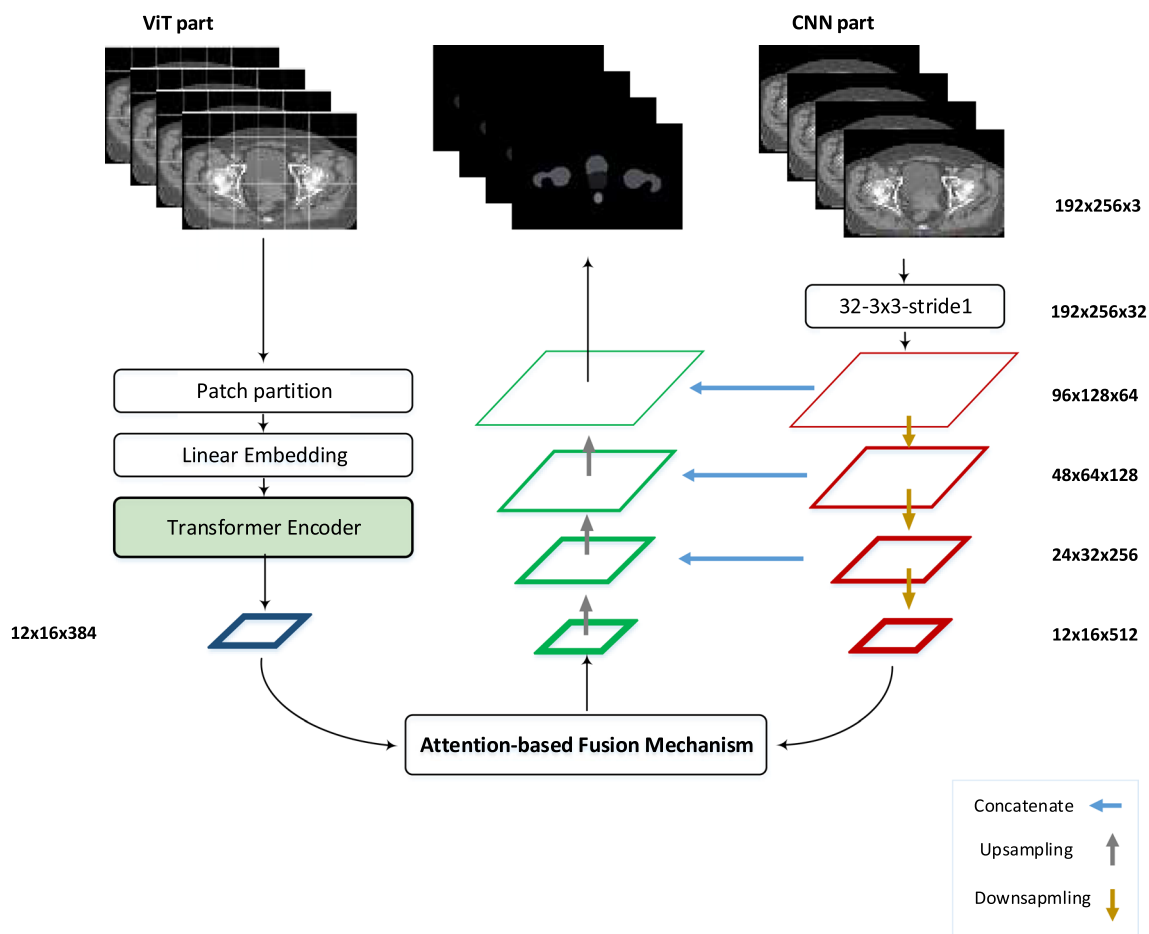 ViT part
CNN part
192x256x3
32-3x3-stride1
192x256x32
Patch partition
96x128x64
Linear Embedding
48x64x128
Transformer Encoder
24x32x256
12x16x384
12x16x512
Attention-based Fusion Mechanism
Concatenate
Upsampling
Downsapmling